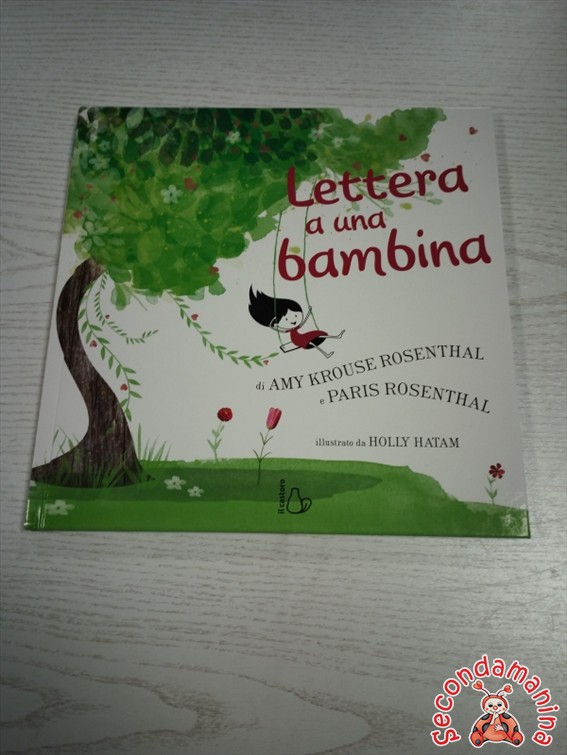 Lettera
a una
bambina
di AMY KROUSE ROSENTHAL
e PARIS ROSENTHAL
illustrato da HOLLY HATAM
il castoro
secondamanina